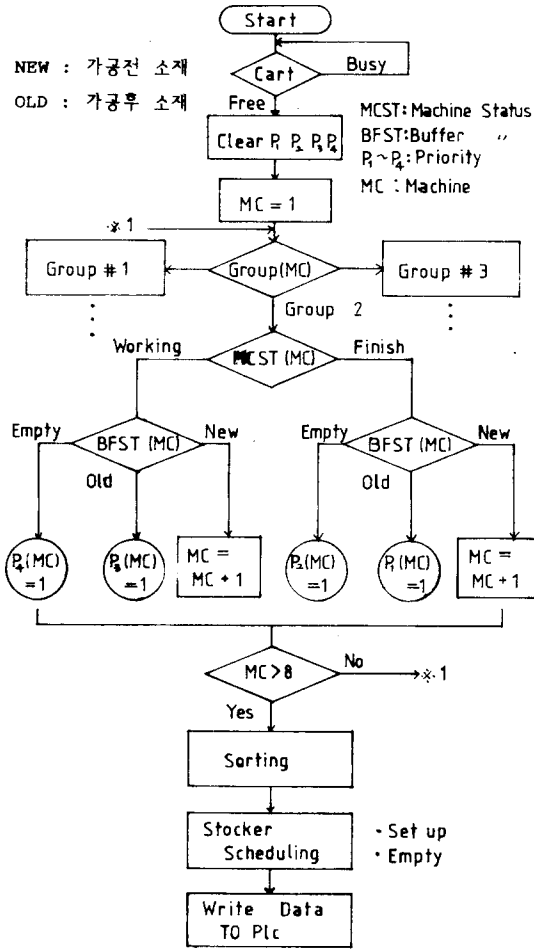 Start
NEW : 가공전 소재
OLD : 가공후 소재
Cart
Busy
Free
MCST:Machine Status
BFST:Buffer 〃
P₁~P₄:Priority
MC : Machine
Clear P₁ P₂ P₃ P₄
MC = 1
※1
Group # 1
Group(MC)
Group # 3
Group 2
Working
MCST (MC)
Finish
Empty
BFST (MC)
New
Old
Empty
BFST (MC)
New
Old
P₄(MC)
=1
P₃(MC)
=1
MC =
MC + 1
P₂(MC)
=1
P₁(MC)
=1
MC =
MC + 1
MC>8
No
※1
Yes
Sorting
Stocker
Scheduling
・Set up
・Empty
Write Data
TO Plc